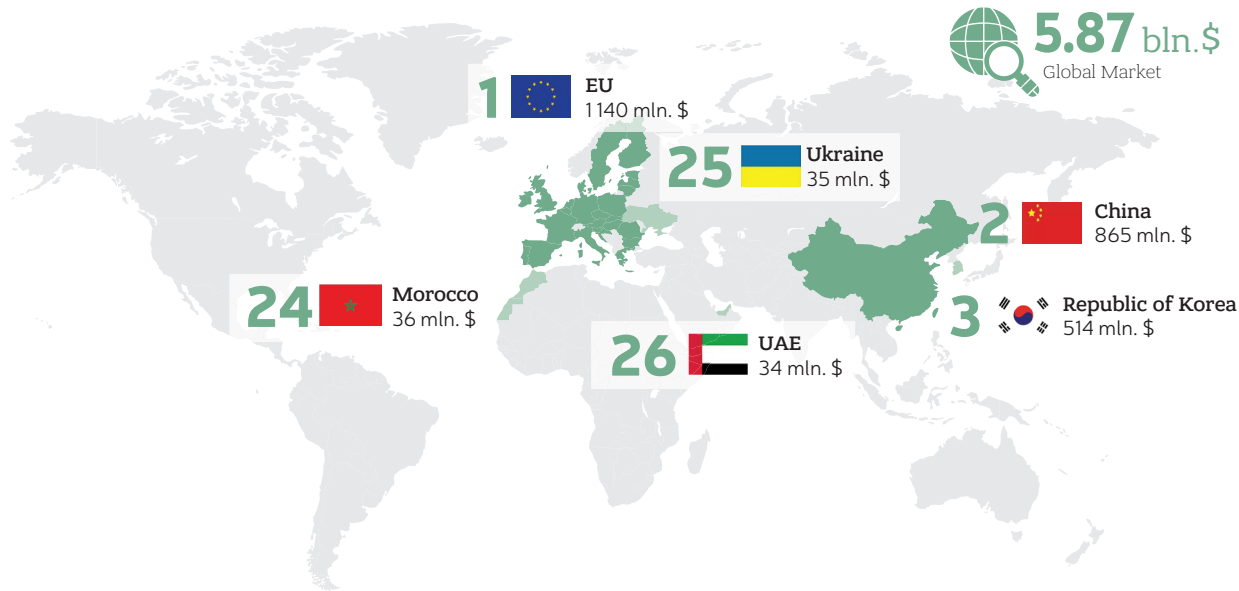 5.87 bln.$
Global Market
1
EU
1140 mln. $
25
Ukraine
35 mln. $
2
China
865 mln. $
24
Morocco
36 mln. $
3
Republic of Korea
514 mln. $
26
UAE
34 mln. $